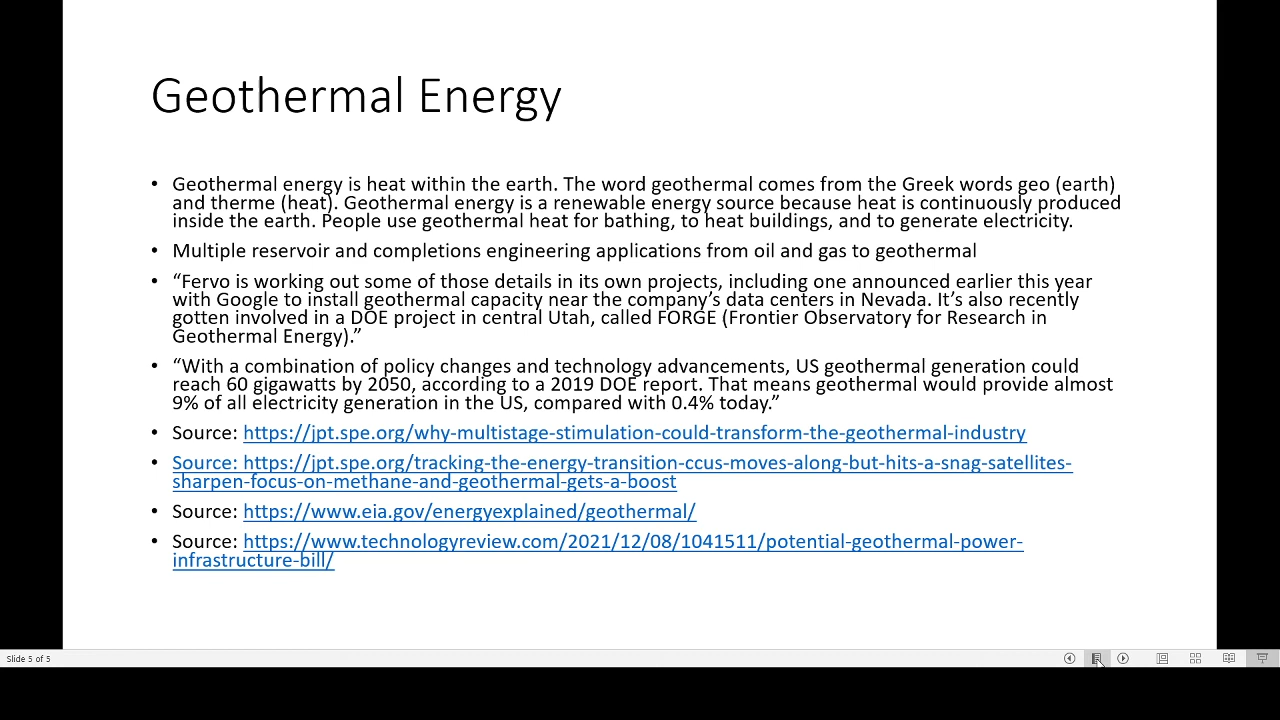 Geothermal Energy
• Geothermal energy is heat within the earth. The word geothermal comes from the Greek words geo (earth)
and therme (heat). Geothermal energy is a renewable energy source because heat is continuously produced
inside the earth. People use geothermal heat for bathing, to heat buildings, and to generate electricity.
• Multiple reservoir and completions engineering applications from oil and gas to geothermal
• “Fervo is working out some of those details in its own projects, including one announced earlier this year
with Google to install geothermal capacity near the company’s data centers in Nevada. It’s also recently
gotten involved in a DOE project in central Utah, called FORGE (Frontier Observatory for Research in
Geothermal Energy).”
• “With a combination of policy changes and technology advancements, US geothermal generation could
reach 60 gigawatts by 2050, according to a 2019 DOE report. That means geothermal would provide almost
9% of all electricity generation in the US, compared with 0.4% today.”
• Source: https://jpt.spe.org/why-multistage-stimulation-could-transform-the-geothermal-industry
• Source: https://jpt.spe.org/tracking-the-energy-transition-ccus-moves-along-but-hits-a-snag-satellites-
sharpen-focus-on-methane-and-geothermal-gets-a-boost
• Source: https://www.eia.gov/energyexplained/geothermal/
• Source: https://www.technologyreview.com/2021/12/08/1041511/potential-geothermal-power-
infrastructure-bill/
Slide 5 of 5